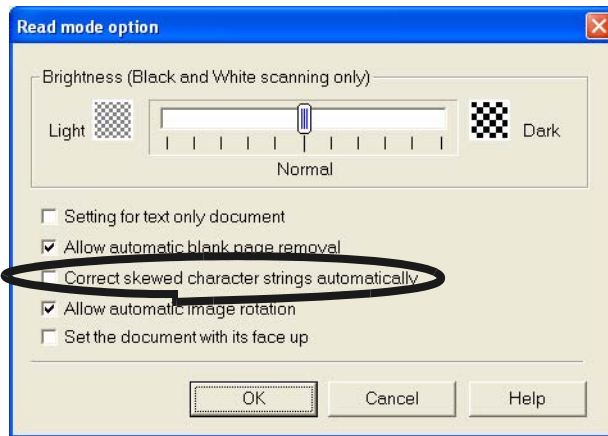 Read mode option
Brightness (Black and White scanning only)
Light
Dark
Normal
Setting for text only document
Allow automatic blank page removal
Correct skewed character strings automatically
Allow automatic image rotation
Set the document with its face up
OK Cancel Help